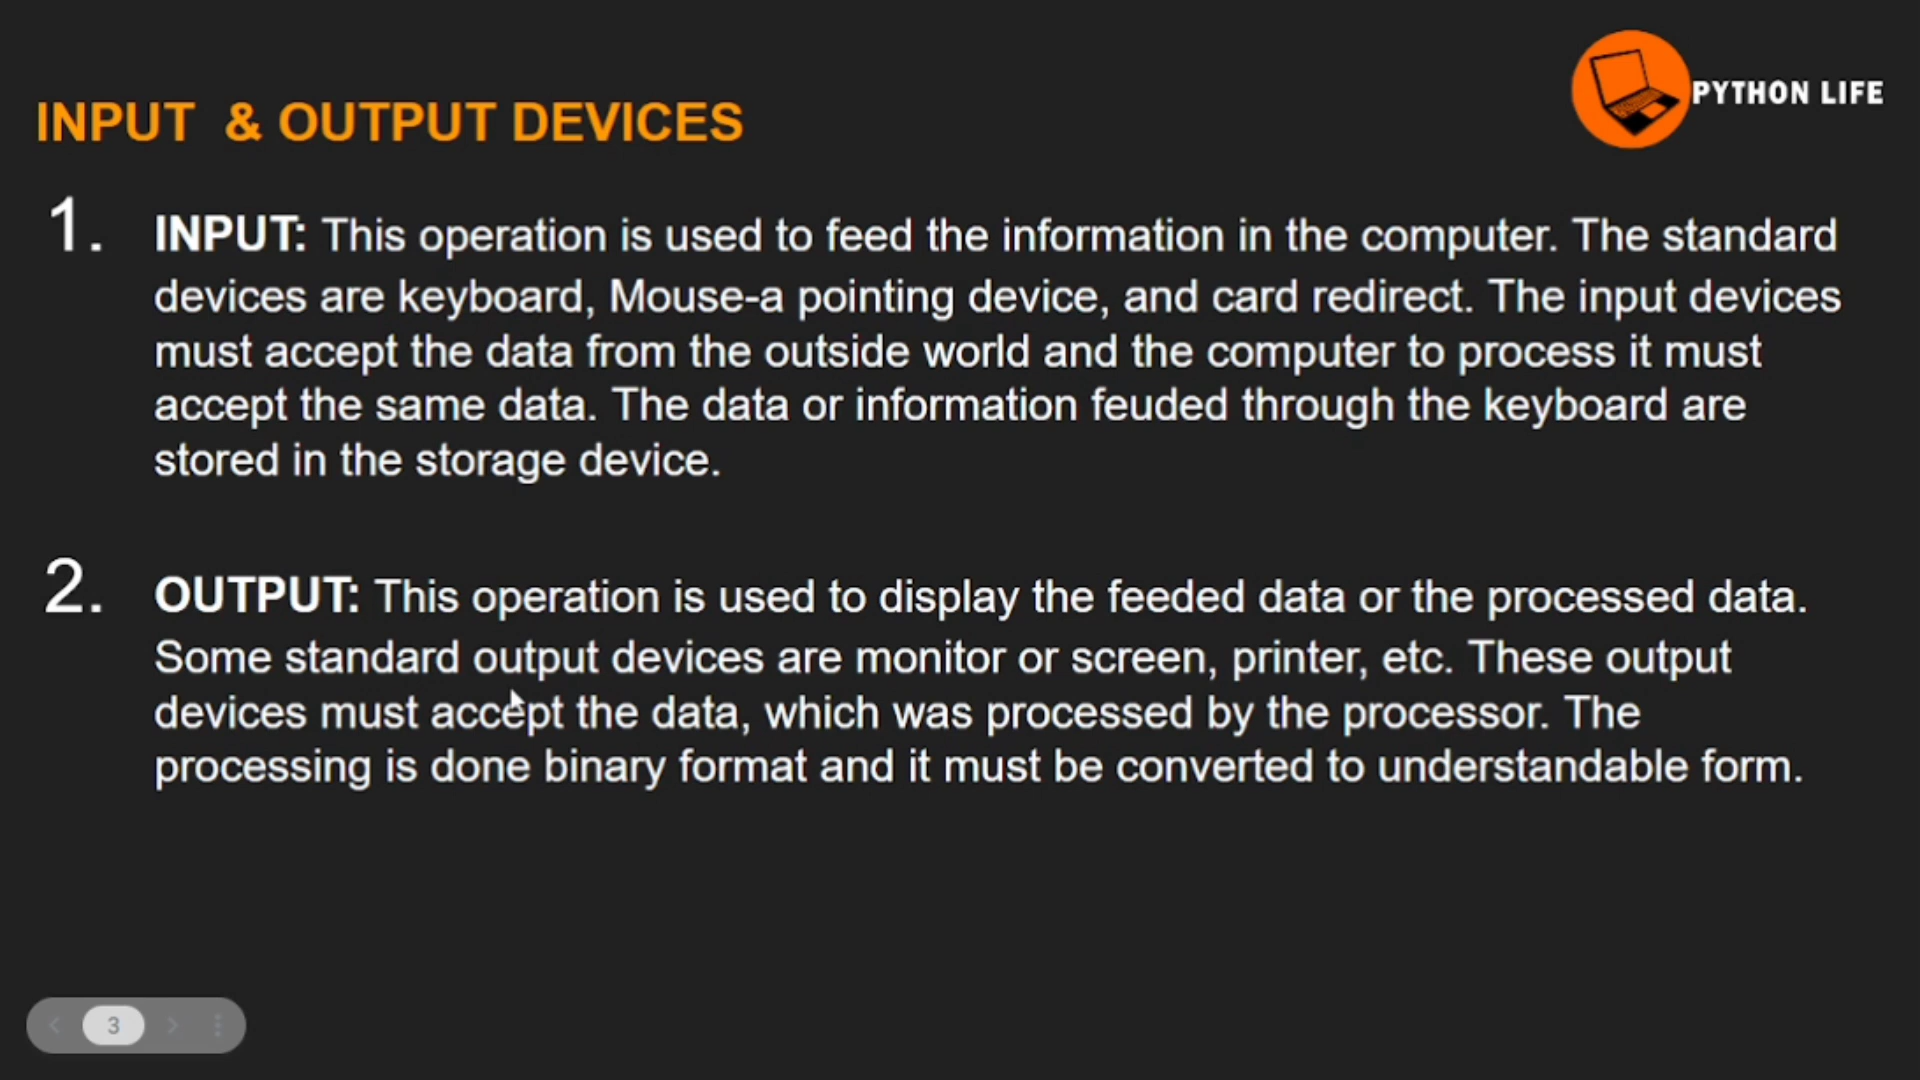 PYTHON LIFE
INPUT & OUTPUT DEVICES
1. INPUT: This operation is used to feed the information in the computer. The standard
devices are keyboard, Mouse-a pointing device, and card redirect. The input devices
must accept the data from the outside world and the computer to process it must
accept the same data. The data or information feuded through the keyboard are
stored in the storage device.
2. OUTPUT: This operation is used to display the feeded data or the processed data.
Some standard output devices are monitor or screen, printer, etc. These output
devices must accept the data, which was processed by the processor. The
processing is done binary format and it must be converted to understandable form.
3